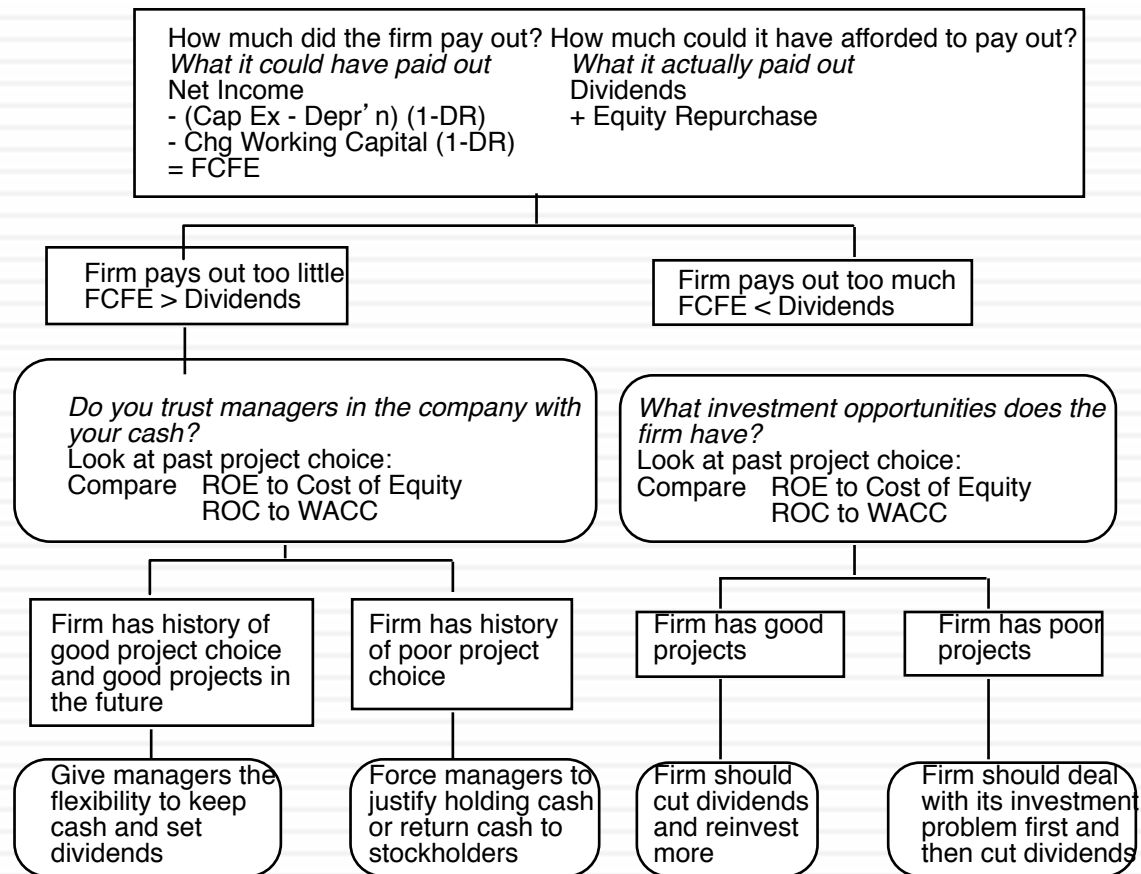 How much did the firm pay out? How much could it have afforded to pay out?
What it could have paid out
What it actually paid out
Net Income
Dividends
- (Cap Ex - Depr’ n) (1-DR)
+ Equity Repurchase
- Chg Working Capital (1-DR)
= FCFE
Firm pays out too little
FCFE > Dividends
Firm pays out too much
FCFE < Dividends
Do you trust managers in the company with
your cash?
Look at past project choice:
Compare ROE to Cost of Equity
ROC to WACC
What investment opportunities does the
firm have?
Look at past project choice:
Compare ROE to Cost of Equity
ROC to WACC
Firm has history of
good project choice
and good projects in
the future
Firm has history
of poor project
choice
Firm has good
projects
Firm has poor
projects
Give managers the
flexibility to keep
cash and set
dividends
Force managers to
justify holding cash
or return cash to
stockholders
Firm should
cut dividends
and reinvest
more
Firm should deal
with its investment
problem first and
then cut dividends